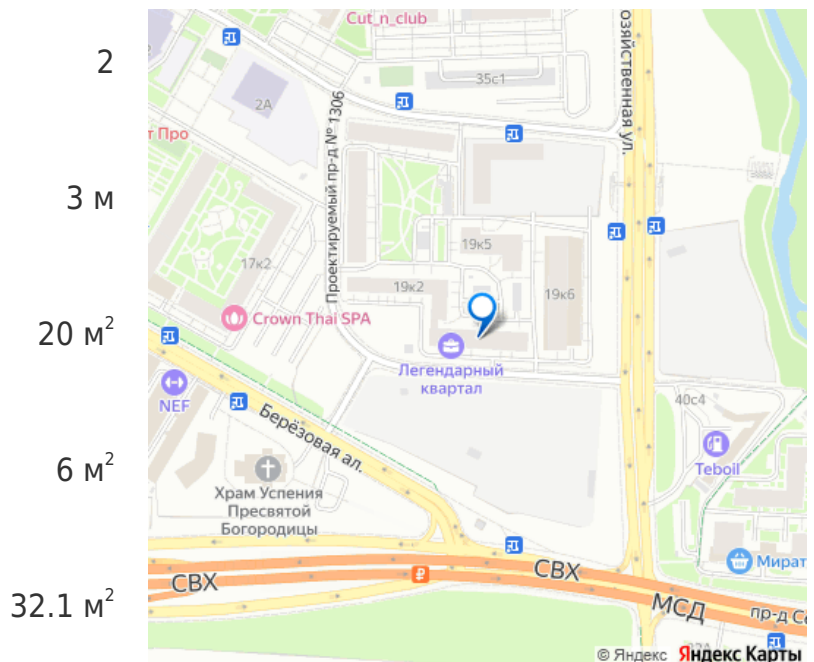 2
3 м
20 м²
6 м²
32.1 м²
Cut_n_club
35с1
2А
т Про
Проектируемый пр-д № 1306
озяйственная ул.
17к2
19к5
19к2
19к6
Crown Thai SPA
Легендарный
квартал
NEF
Берёзовая ал.
40с4
Teboil
Храм Успения
Пресвятой
Богородицы
СВХ
СВХ
МСД
Мират
пр-д Се
© Яндекс Яндекс Карты